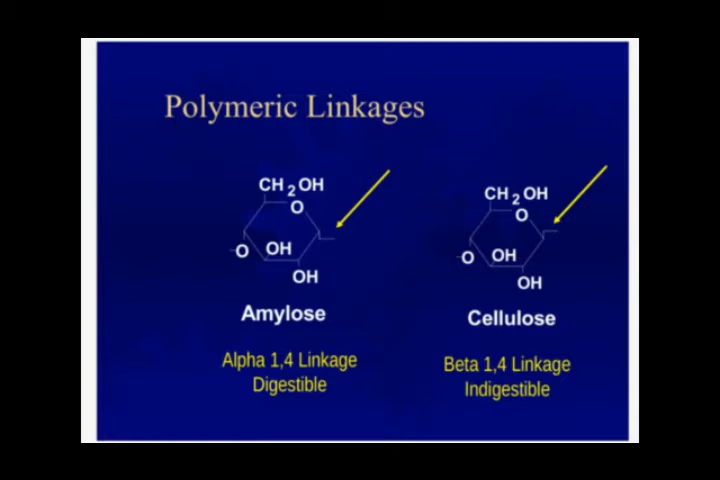 Polymeric Linkages
CH2OH
O
O
OH
OH
Amylose
Alpha 1,4 Linkage
Digestible
CH2OH
O
O
OH
OH
Cellulose
Beta 1,4 Linkage
Indigestible